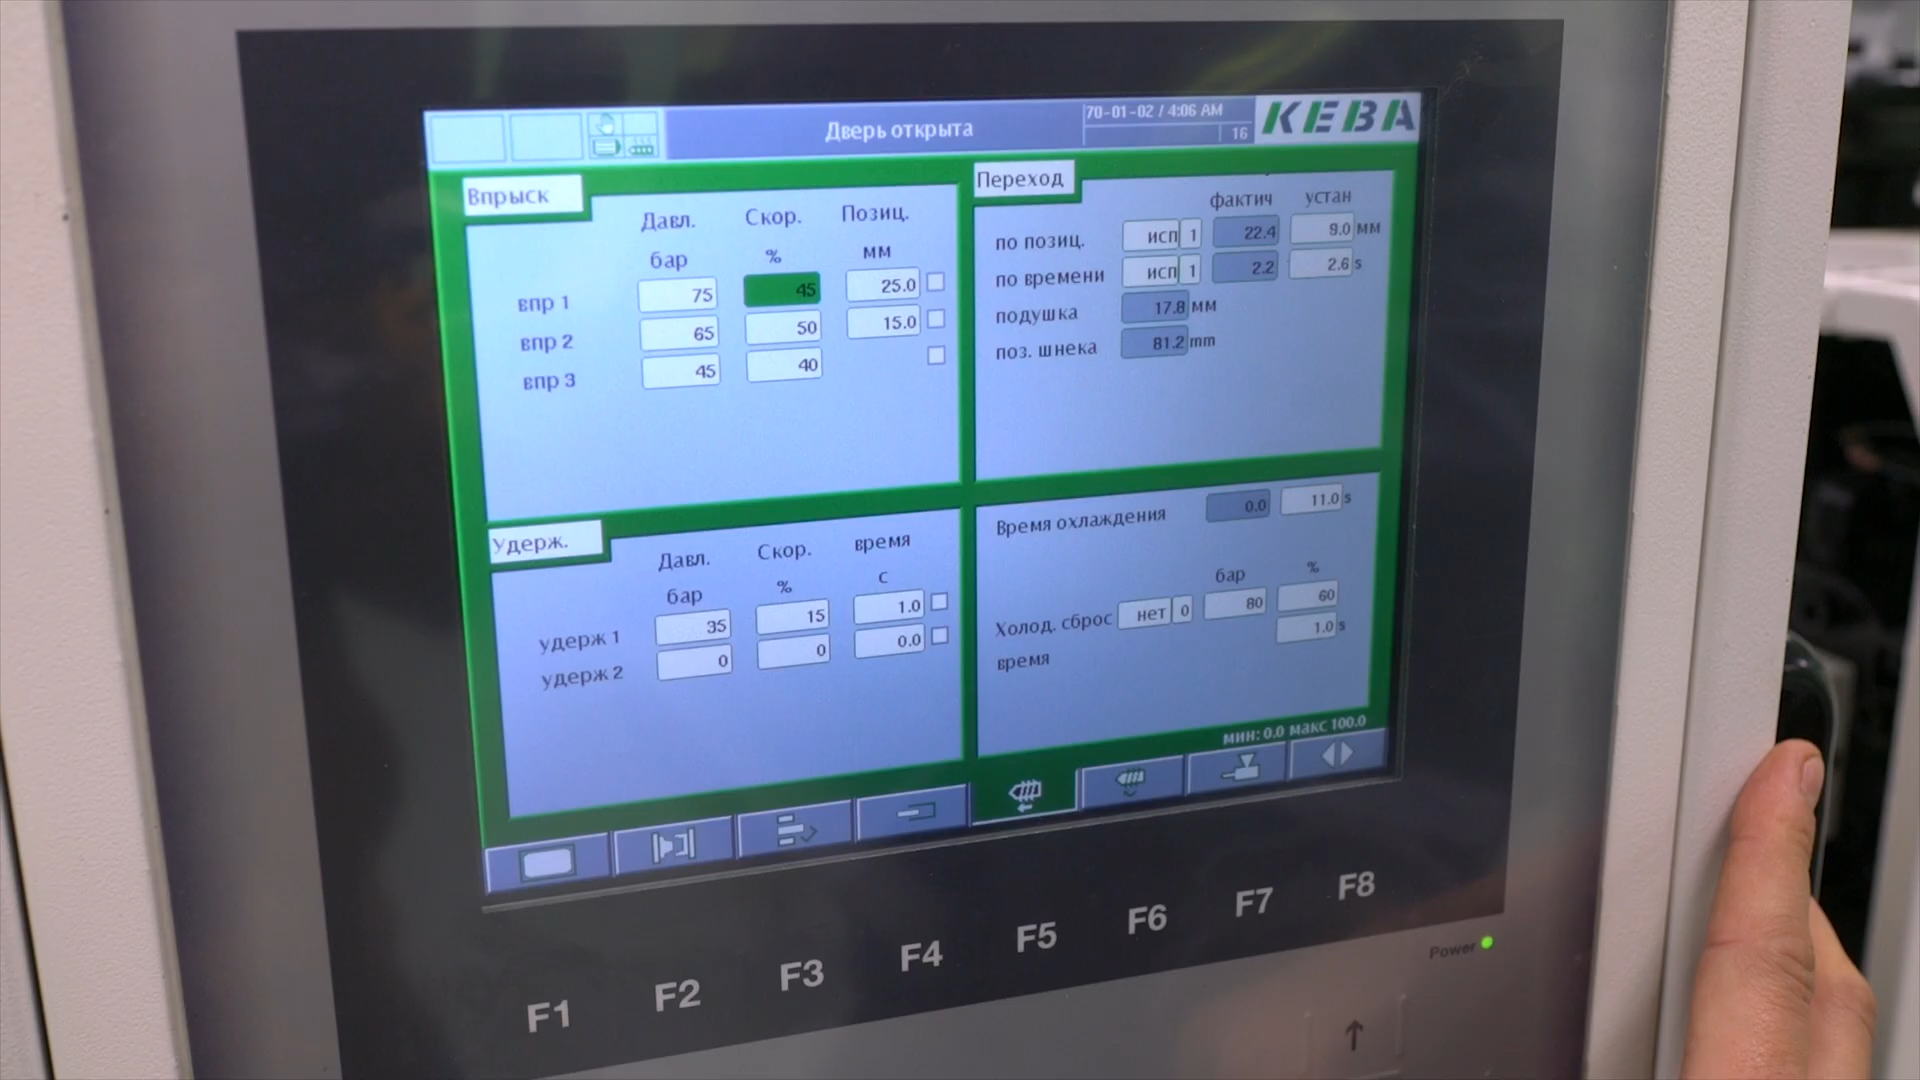 Дверь открыта
70-01-02 / 4:06 AM
16
KEBA
Впрыск
Давл. Скор. Позиц.
бар % мм
впр 1 75 45 25.0
впр 2 65 50 15.0
впр 3 45 40
Переход
фактич устан
по позиц. исп 1 22.4 9.0 мм
по времени исп 1 2.2 2.6 s
подушка 17.8 мм
поз. шнека 81.2 mm
Удерж.
Давл. Скор. время
бар % с
удерж 1 35 15 1.0
удерж 2 0 0 0.0
Время охлаждения 0.0 11.0 s
бар %
Холод. сброс нет 0 80 60
время 1.0 s
мин: 0.0 макс 100.0
F1 F2 F3 F4 F5 F6 F7 F8
Power